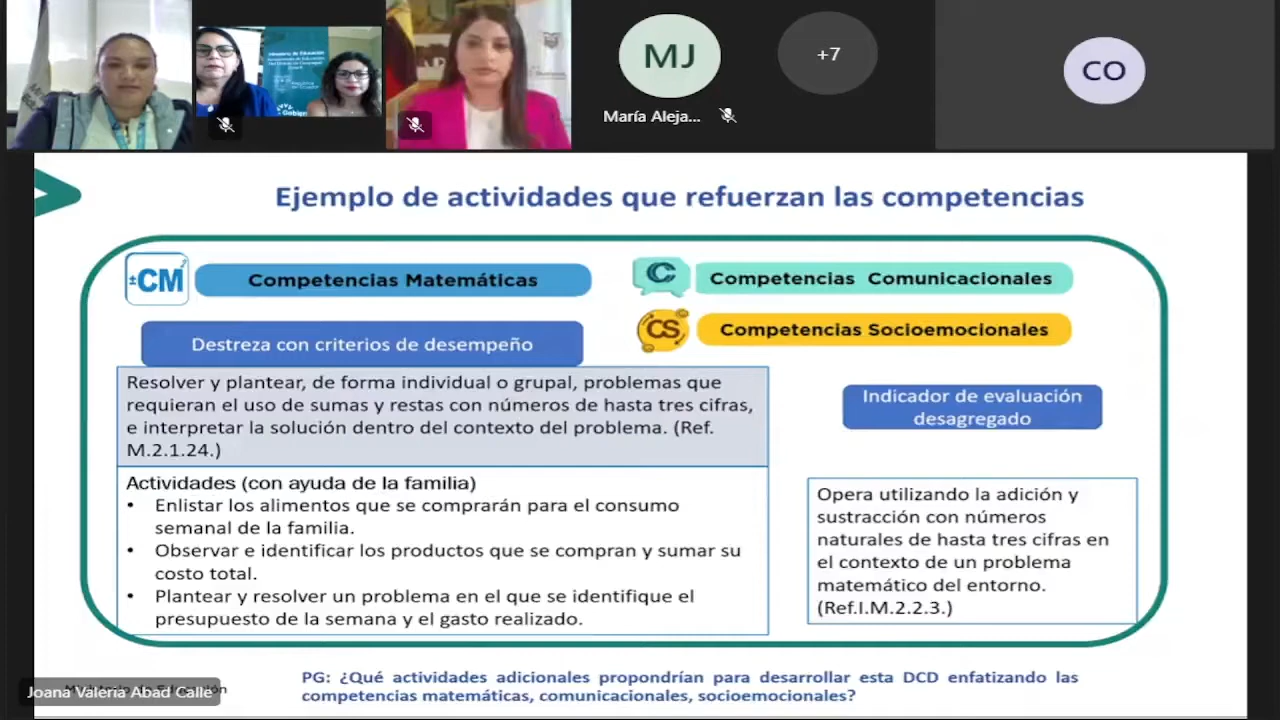 MJ
+7
CO
María Aleja...
Ejemplo de actividades que refuerzan las competencias
±CM
Competencias Matemáticas
C
Competencias Comunicacionales
CS
Competencias Socioemocionales
Destreza con criterios de desempeño
Resolver y plantear, de forma individual o grupal, problemas que
requieran el uso de sumas y restas con números de hasta tres cifras,
e interpretar la solución dentro del contexto del problema. (Ref.
M.2.1.24.)
Actividades (con ayuda de la familia)
• Enlistar los alimentos que se comprarán para el consumo
semanal de la familia.
• Observar e identificar los productos que se compran y sumar su
costo total.
• Plantear y resolver un problema en el que se identifique el
presupuesto de la semana y el gasto realizado.
Indicador de evaluación
desagregado
Opera utilizando la adición y
sustracción con números
naturales de hasta tres cifras en
el contexto de un problema
matemático del entorno.
(Ref.I.M.2.2.3.)
Joana Valeria Abad Calle
PG: ¿Qué actividades adicionales propondrían para desarrollar esta DCD enfatizando las
competencias matemáticas, comunicacionales, socioemocionales?